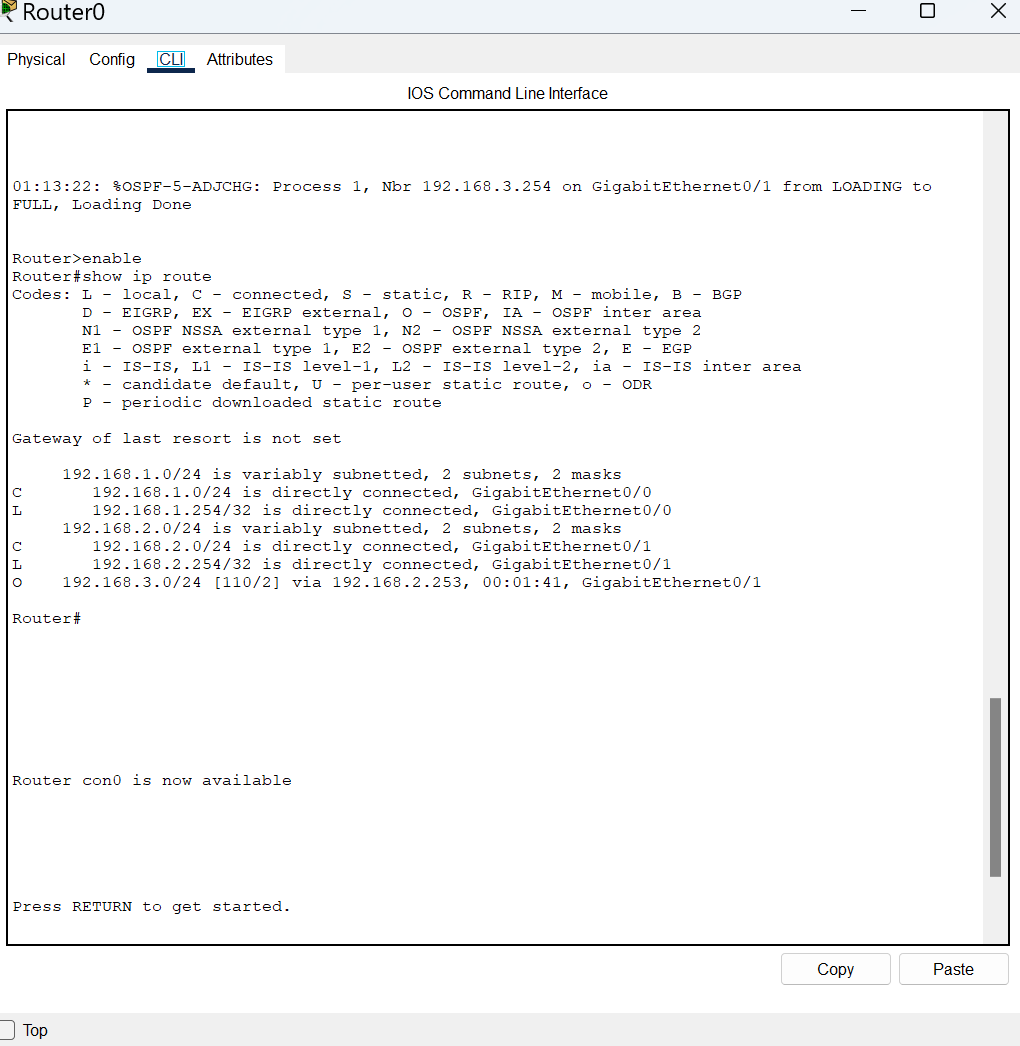 Router0
Physical Config CLI Attributes
IOS Command Line Interface
01:13:22: %OSPF-5-ADJCHG: Process 1, Nbr 192.168.3.254 on GigabitEthernet0/1 from LOADING to
FULL, Loading Done
Router>enable
Router#show ip route
Codes: L - local, C - connected, S - static, R - RIP, M - mobile, B - BGP
       D - EIGRP, EX - EIGRP external, O - OSPF, IA - OSPF inter area
       N1 - OSPF NSSA external type 1, N2 - OSPF NSSA external type 2
       E1 - OSPF external type 1, E2 - OSPF external type 2, E - EGP
       i - IS-IS, L1 - IS-IS level-1, L2 - IS-IS level-2, ia - IS-IS inter area
       * - candidate default, U - per-user static route, o - ODR
       P - periodic downloaded static route
Gateway of last resort is not set
     192.168.1.0/24 is variably subnetted, 2 subnets, 2 masks
C       192.168.1.0/24 is directly connected, GigabitEthernet0/0
L       192.168.1.254/32 is directly connected, GigabitEthernet0/0
     192.168.2.0/24 is variably subnetted, 2 subnets, 2 masks
C       192.168.2.0/24 is directly connected, GigabitEthernet0/1
L       192.168.2.254/32 is directly connected, GigabitEthernet0/1
O    192.168.3.0/24 [110/2] via 192.168.2.253, 00:01:41, GigabitEthernet0/1
Router#
Router con0 is now available
Press RETURN to get started.
Copy Paste
Top